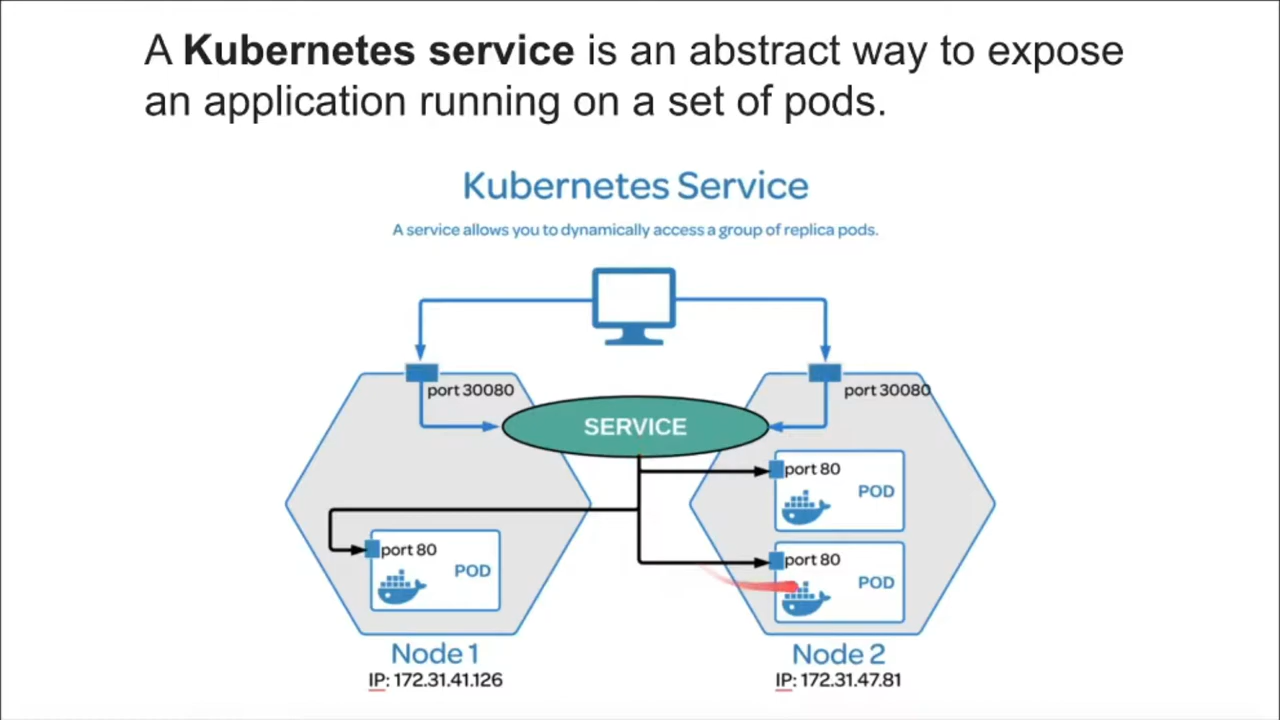 A Kubernetes service is an abstract way to expose
an application running on a set of pods.
Kubernetes Service
A service allows you to dynamically access a group of replica pods.
port 30080
port 30080
SERVICE
port 80
POD
port 80
POD
port 80
POD
Node 1
IP: 172.31.41.126
Node 2
IP: 172.31.47.81